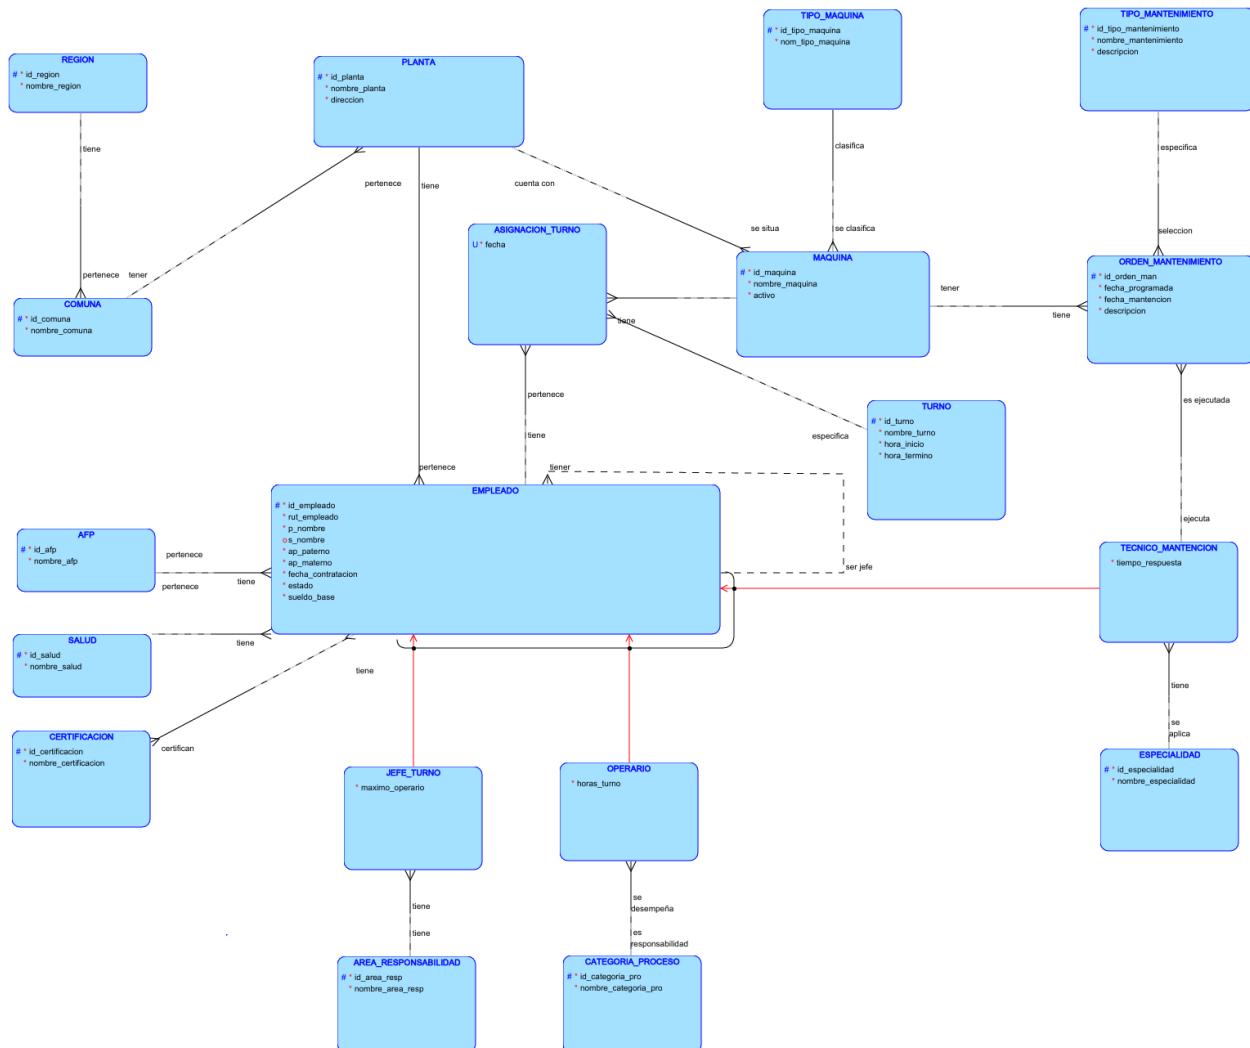 TIPO_MAQUINA
# * id_tipo_maquina
* nom_tipo_maquina
TIPO_MANTENIMIENTO
# * id_tipo_mantenimiento
* nombre_mantenimiento
* descripcion
REGION
# * id_region
* nombre_region
PLANTA
# * id_planta
* nombre_planta
* direccion
tiene
clasifica
especifica
pertenece
tiene
cuenta con
se situa
se clasifica
seleccion
ASIGNACION_TURNO
U * fecha
MAQUINA
# * id_maquina
* nombre_maquina
* activo
ORDEN_MANTENIMIENTO
# * id_orden_man
* fecha_programada
* fecha_mantencion
* descripcion
pertenece
tener
COMUNA
# * id_comuna
* nombre_comuna
tener
tiene
tiene
pertenece
tiene
especifica
es ejecutada
TURNO
# * id_turno
* nombre_turno
* hora_inicio
* hora_termino
pertenece
tiener
EMPLEADO
# * id_empleado
* rut_empleado
* p_nombre
o s_nombre
* ap_paterno
* ap_materno
* fecha_contratacion
* estado
* sueldo_base
ser jefe
ejecuta
AFP
# * id_afp
* nombre_afp
pertenece
pertenece
tiene
TECNICO_MANTENCION
* tiempo_respuesta
SALUD
# * id_salud
* nombre_salud
tiene
tiene
CERTIFICACION
# * id_certificacion
* nombre_certificacion
certifican
tiene
se
aplica
JEFE_TURNO
* maximo_operario
OPERARIO
* horas_turno
ESPECIALIDAD
# * id_especialidad
* nombre_especialidad
tiene
tiene
se
desempeña
es
responsabilidad
AREA_RESPONSABILIDAD
# * id_area_resp
* nombre_area_resp
CATEGORIA_PROCESO
# * id_categoria_pro
* nombre_categoria_pro